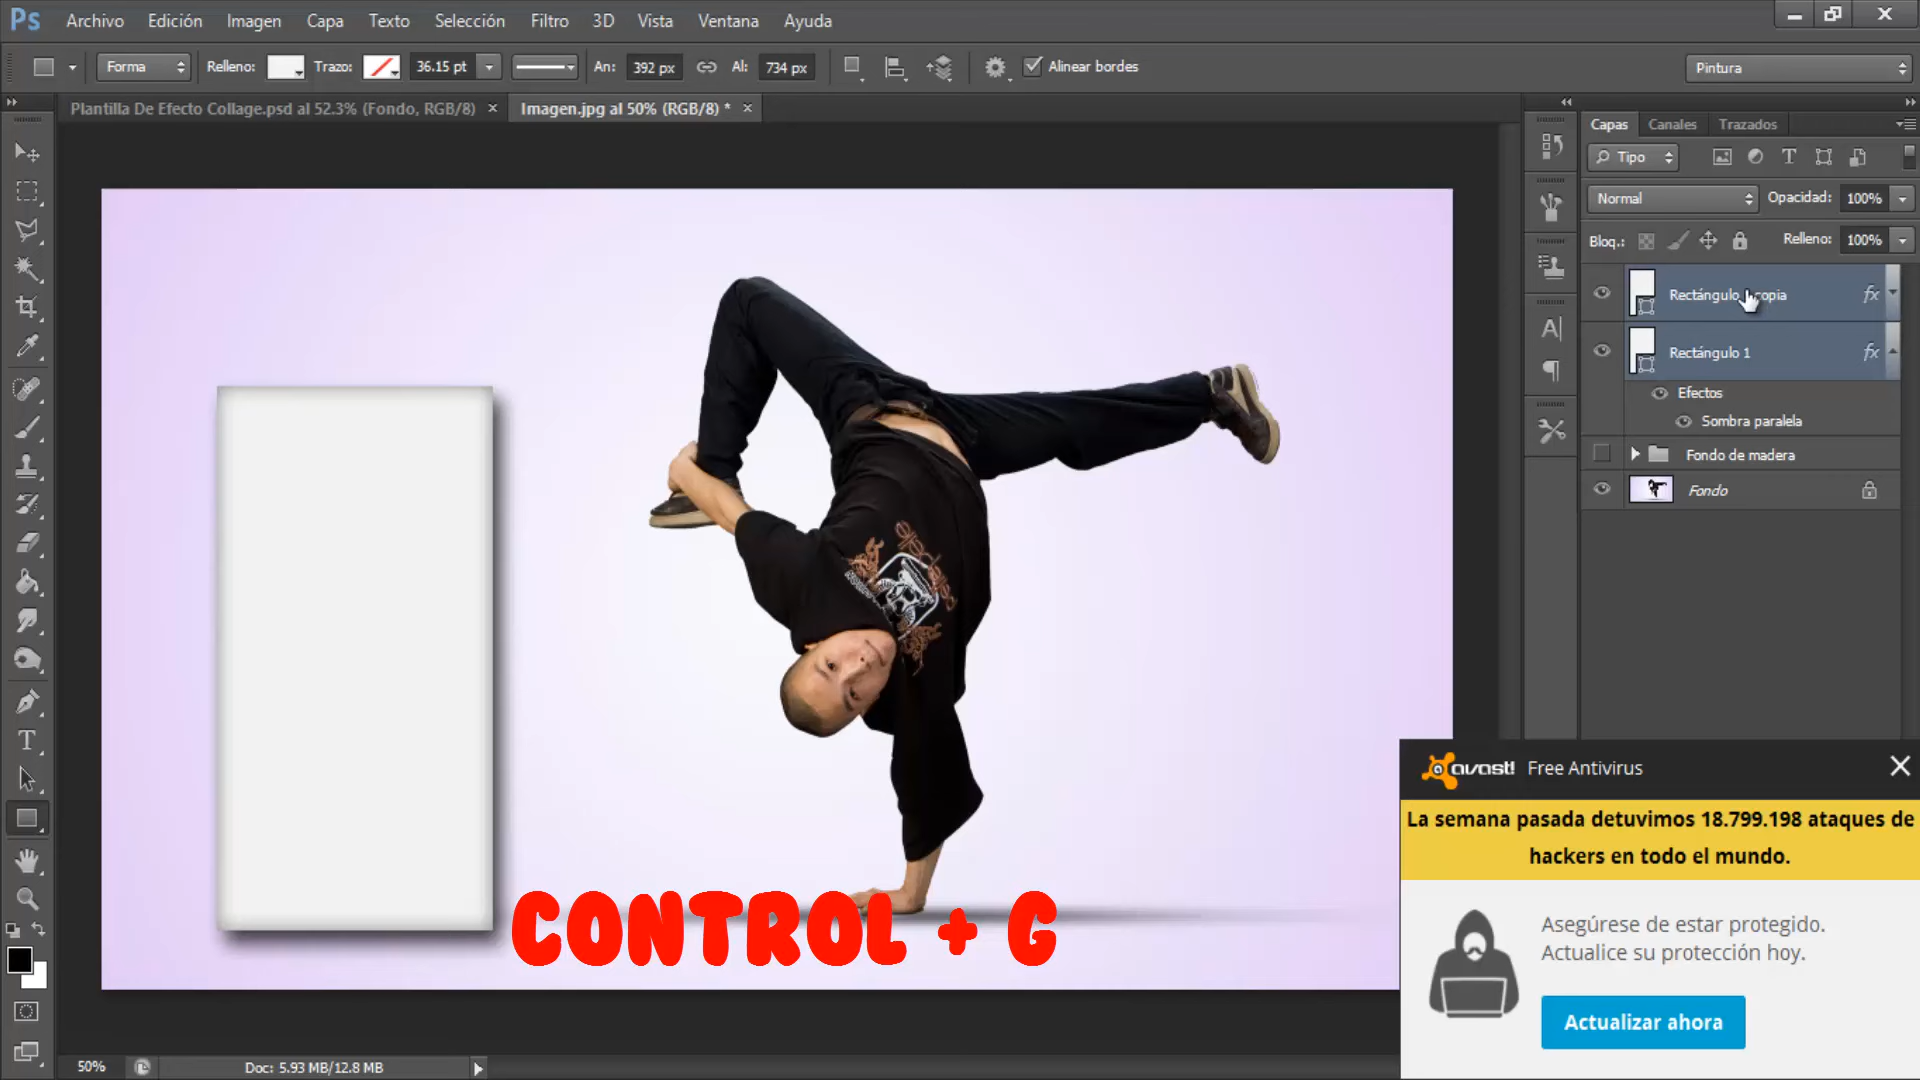 Ps Archivo Edición Imagen Capa Texto Selección Filtro 3D Vista Ventana Ayuda
Forma Relleno: Trazo: 36.15 pt An: 392 px Al: 734 px Alinear bordes Pintura
Plantilla De Efecto Collage.psd al 52.3% (Fondo, RGB/8) × Imagen.jpg al 50% (RGB/8) * ×
Capas Canales Trazados
Tipo
Normal Opacidad: 100%
Bloq.: Relleno: 100%
Rectángulo copia fx
Rectángulo 1 fx
Efectos
Sombra paralela
Fondo de madera
Fondo
CONTROL + G
avast! Free Antivirus
La semana pasada detuvimos 18.799.198 ataques de
hackers en todo el mundo.
Asegúrese de estar protegido.
Actualice su protección hoy.
Actualizar ahora
50% Doc: 5.93 MB/12.8 MB